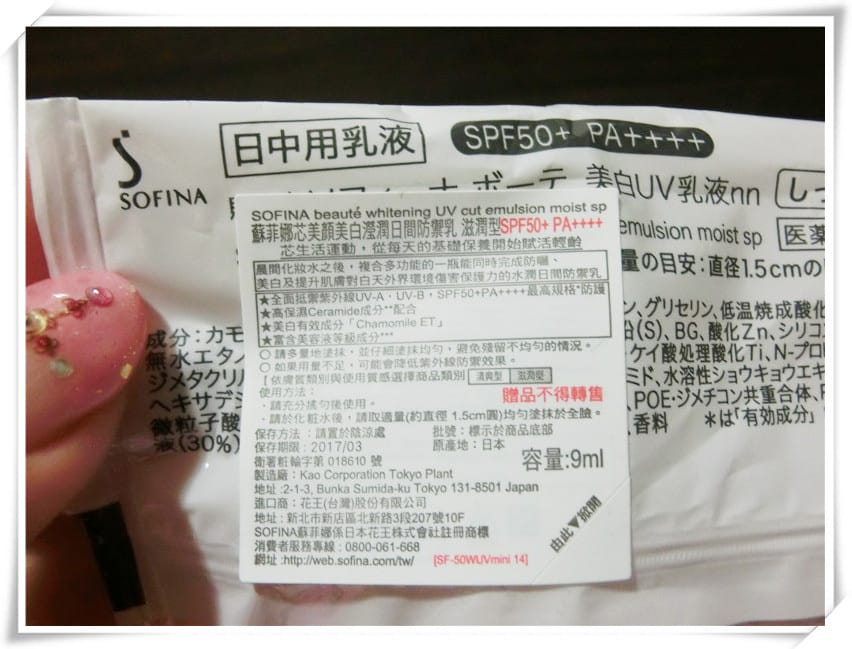 SOFINA
日中用乳液
SPF50+ PA++++
美白UV乳液nn
emulsion moist sp
量の目安:直径1.5cmの
SOFINA beauté whitening UV cut emulsion moist sp
蘇菲娜芯美顏美白瀅潤日間防禦乳 滋潤型SPF50+ PA++++
芯生活運動,從每天的基礎保養開始賦活輕齡
晨間化妝水之後,複合多功能的一瓶能同時完成防曬、
美白及提升肌膚對白天外界環境傷害保護力的水潤日間防禦乳
★全面抵禦紫外線UV-A、UV-B,SPF50+PA++++最高規格*防護
★高保濕Ceramide成分**配合
★美白有效成分「Chamomile ET」
★富含美容液等級成分***
○請多量地塗抹,並仔細塗抹均勻,避免殘留不均勻的情況。
○如果用量不足,可能會降低紫外線防禦效果。
【依膚質類別與使用質感選擇商品類別】清爽型 滋潤型
使用方法:
贈品不得轉售
.請充分搖勻後使用。
.請於化粧水後,請取適量(約直徑 1.5cm圓)均勻塗抹於全臉。
保存方法:請置於陰涼處 批號:標示於商品底部
保存期限:2017/03 原產地:日本
衛署粧輸字第 018610 號
容量:9ml
製造廠:Kao Corporation Tokyo Plant
地址:2-1-3, Bunka Sumida-ku Tokyo 131-8501 Japan
進口商:花王(台灣)股份有限公司
地址:新北市新店區北新路3段207號10F
SOFINA蘇菲娜係日本花王株式會社註冊商標
消費者服務專線:0800-061-668
網址:http://web.sofina.com/tw/ [SF-50WUVmini 14]
由此▼掀開
成分:カモ
無水エタノ
ジメタクリル
ヘキサデシ
微粒子酸
液(30%)
ン、グリセリン、低温焼成酸化
(S)、BG、酸化Zn、シリコ
ケイ酸処理酸化Ti、N-プロ
ミド、水溶性ショウキョウエキ
、POE・ジメチコン共重合体、
香料 *は「有効成分」